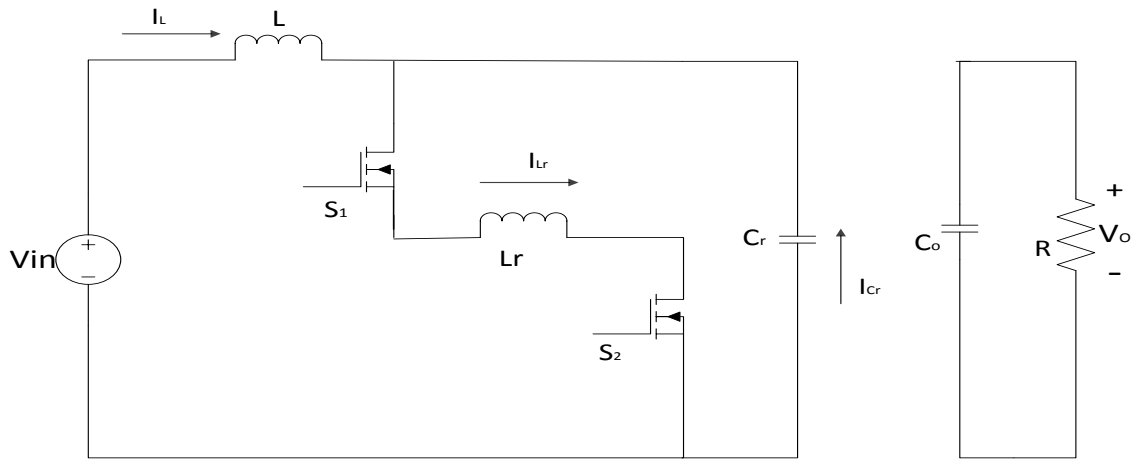 IL
L
ILr
S1
Lr
Vin
+
−
Cr
ICr
S2
Co
R
+
Vo
-